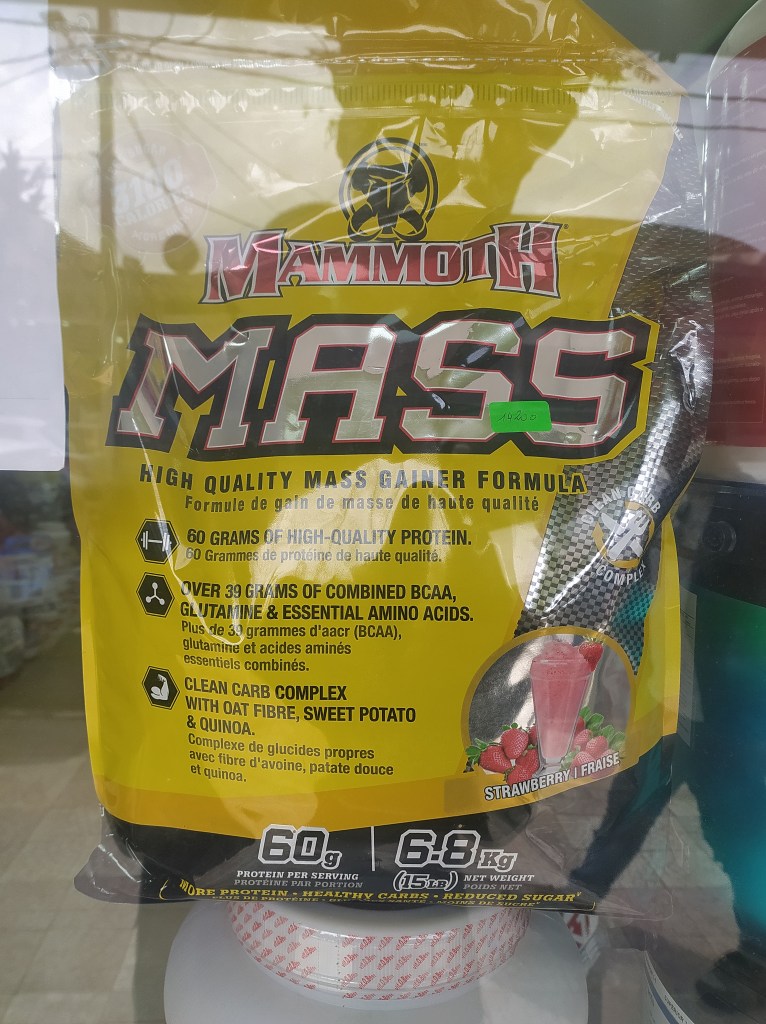 MAMMOTH
MASS
14200
HIGH QUALITY MASS GAINER FORMULA
Formule de gain de masse de haute qualité
CLEAN CARB
COMPLEX
60 GRAMS OF HIGH-QUALITY PROTEIN.
60 Grammes de protéine de haute qualité.
OVER 39 GRAMS OF COMBINED BCAA,
GLUTAMINE & ESSENTIAL AMINO ACIDS.
Plus de 39 grammes d'aacr (BCAA),
glutamine et acides aminés
essentiels combinés.
CLEAN CARB COMPLEX
WITH OAT FIBRE, SWEET POTATO
& QUINOA.
Complexe de glucides propres
avec fibre d'avoine, patate douce
et quinoa.
STRAWBERRY | FRAISE
60g
PROTEIN PER SERVING
PROTÉINE PAR PORTION
6.8 Kg
(15LB) NET WEIGHT
POIDS NET
MORE PROTEIN • HEALTHY CARBS • REDUCED SUGAR